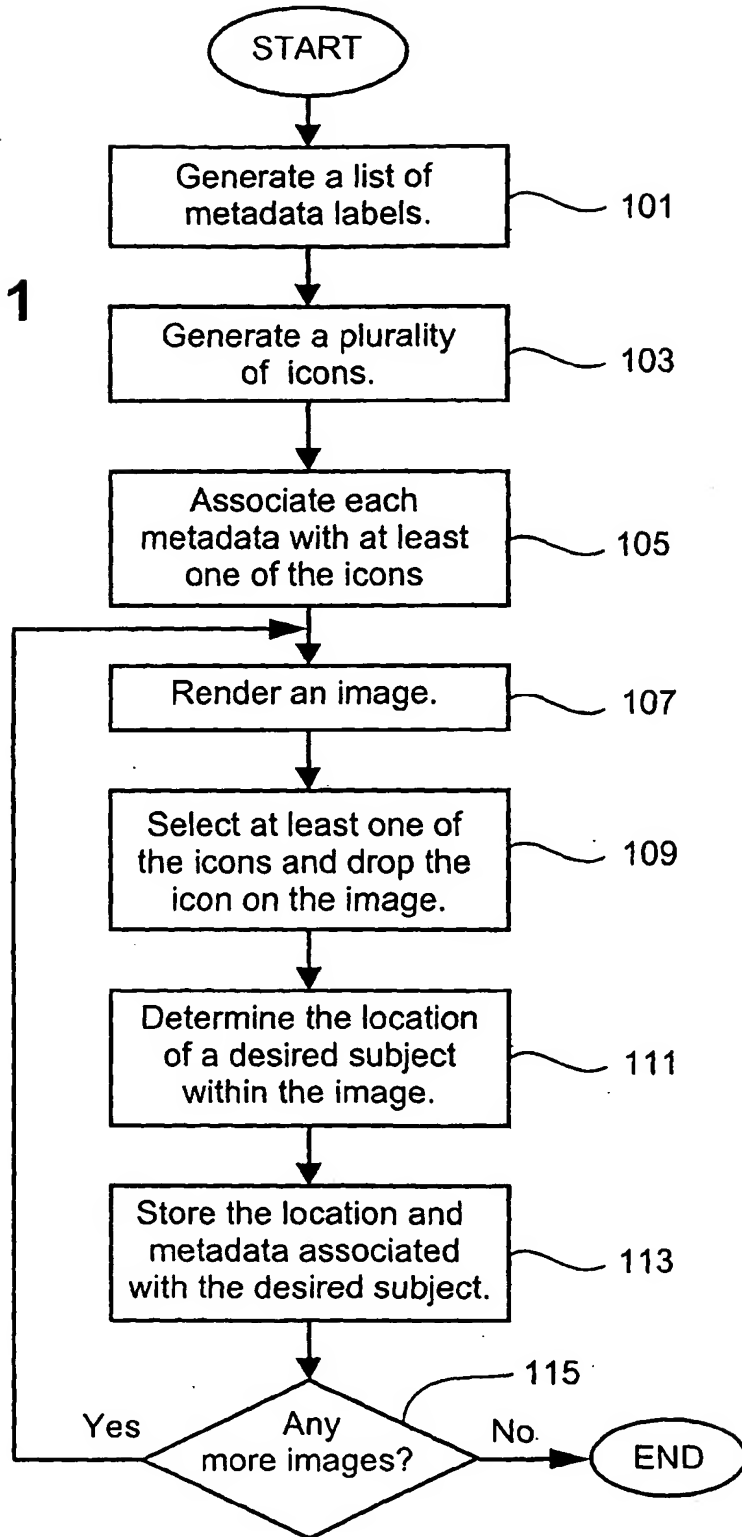 START
Generate a list of
metadata labels.
101
1
Generate a plurality
of icons.
103
Associate each
metadata with at least
one of the icons
105
Render an image.
107
Select at least one of
the icons and drop the
icon on the image.
109
Determine the location
of a desired subject
within the image.
111
Store the location and
metadata associated
with the desired subject.
113
115
Yes
Any
more images?
No.
END